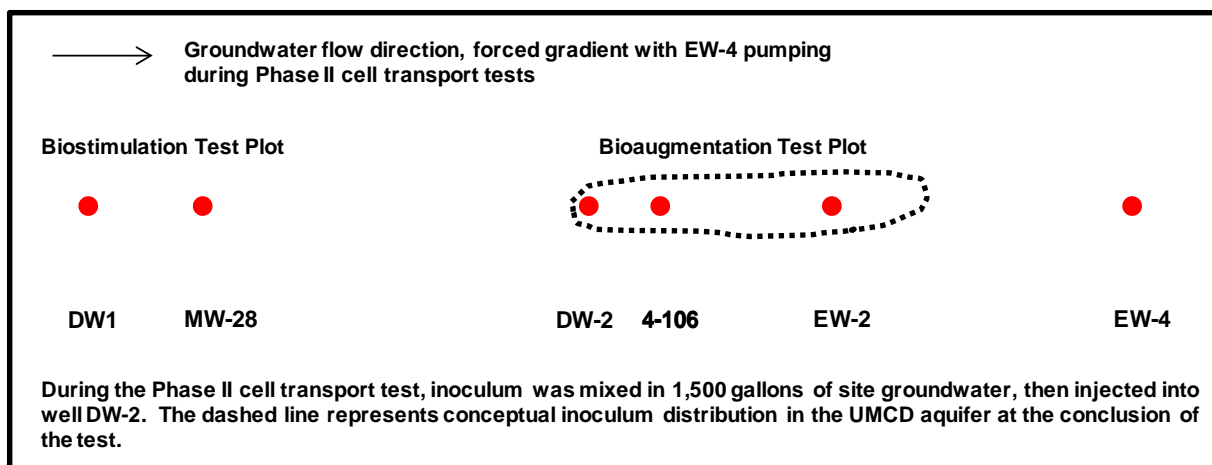 Groundwater flow direction, forced gradient with EW-4 pumping
during Phase II cell transport tests
Biostimulation Test Plot
Bioaugmentation Test Plot
DW1
MW-28
DW-2
4-106
EW-2
EW-4
During the Phase II cell transport test, inoculum was mixed in 1,500 gallons of site groundwater, then injected into
well DW-2. The dashed line represents conceptual inoculum distribution in the UMCD aquifer at the conclusion of
the test.